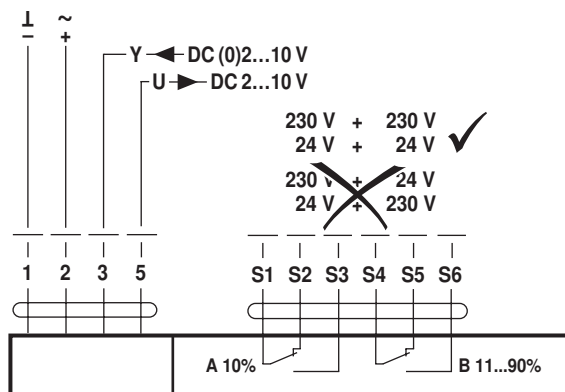 ⊥ ~
− +
Y DC (0)2...10 V
U DC 2...10 V
230 V + 230 V
24 V + 24 V
230 V + 24 V
24 V + 230 V
1 2 3 5 S1 S2 S3 S4 S5 S6
A 10% B 11...90%